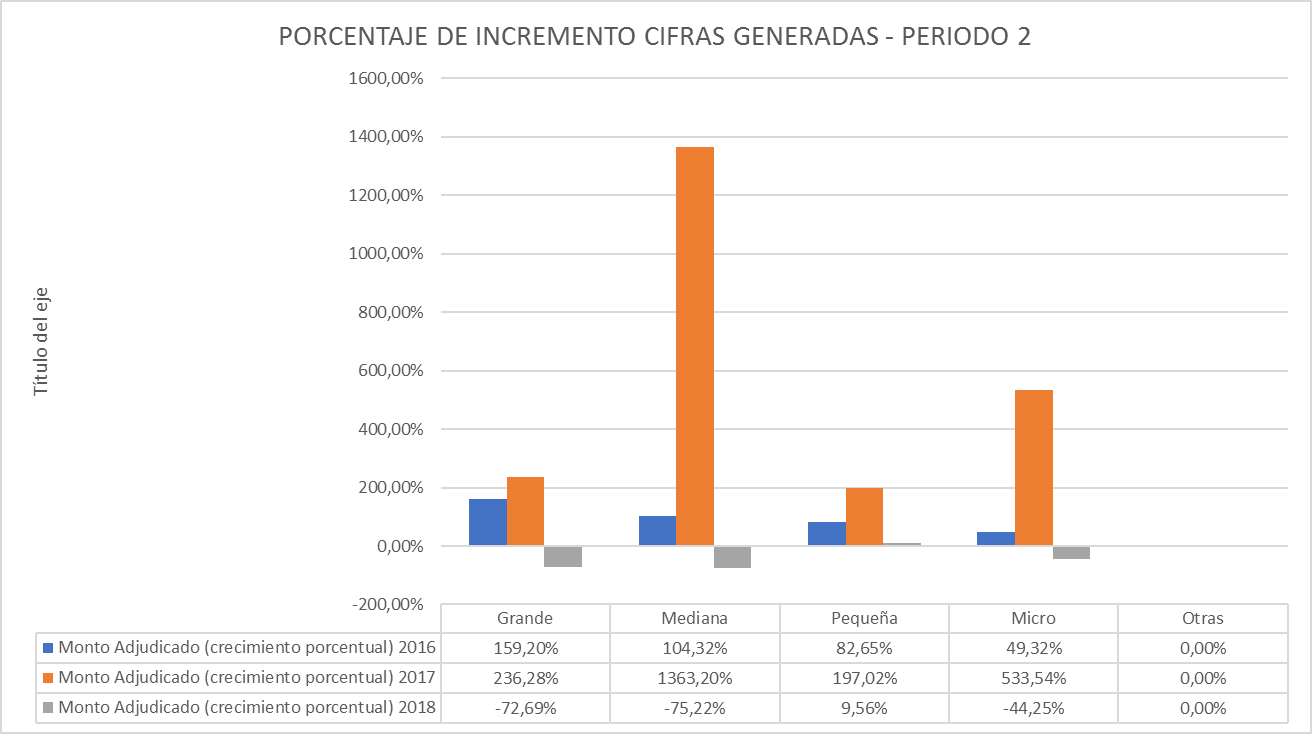 PORCENTAJE DE INCREMENTO CIFRAS GENERADAS - PERIODO 2
Título del eje
1600,00%
1400,00%
1200,00%
1000,00%
800,00%
600,00%
400,00%
200,00%
0,00%
-200,00%
Grande Mediana Pequeña Micro Otras
Monto Adjudicado (crecimiento porcentual) 2016 159,20% 104,32% 82,65% 49,32% 0,00%
Monto Adjudicado (crecimiento porcentual) 2017 236,28% 1363,20% 197,02% 533,54% 0,00%
Monto Adjudicado (crecimiento porcentual) 2018 -72,69% -75,22% 9,56% -44,25% 0,00%